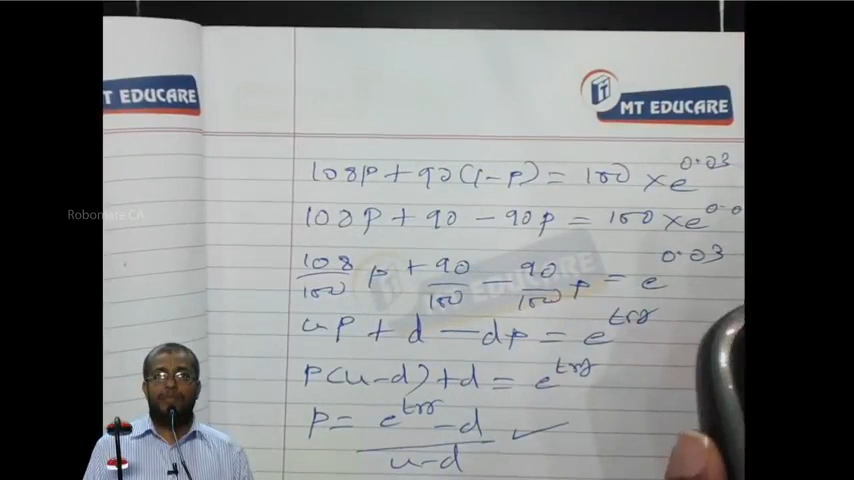 T EDUCARE
MT EDUCARE
Robomate CA
108p + 90(1-p) = 100 × e^0.03
108p + 90 - 90p = 100 × e^0.0
108/100 p + 90/100 - 90/100 p = e^0.03
up + d - dp = e^trr
p(u-d) + d = e^trr
p = (e^trr - d)/(u-d) ✓